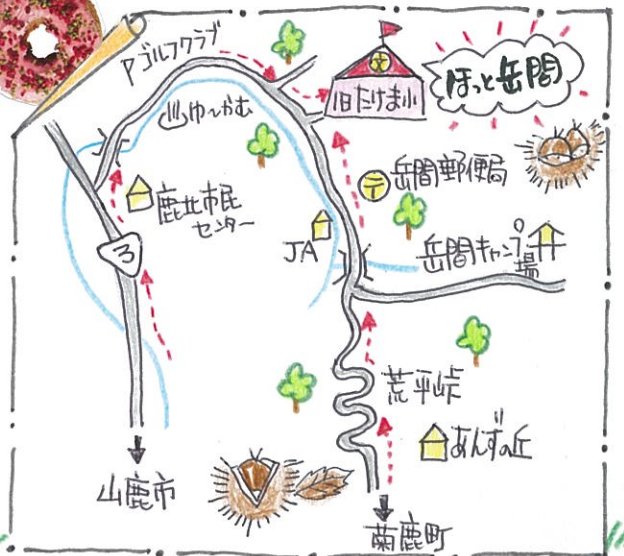 Pゴルフクラブ
文
ほっと岳間
旧たけま小
ゆ〜かむ
〒岳間郵便局
鹿北市民
センター
3
JA
岳間キャンプ
場
荒平峠
あんずの丘
山鹿市
菊鹿町